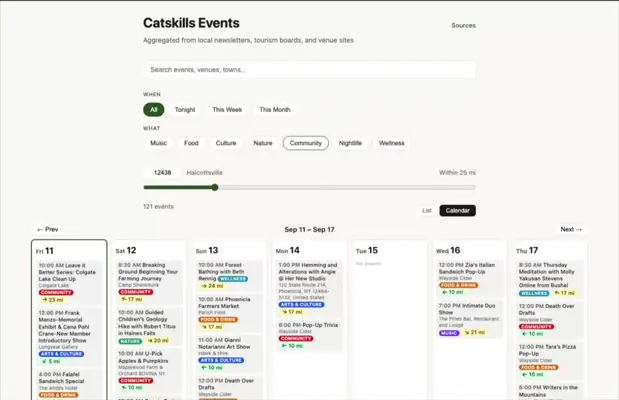 Catskills Events
Sources
Aggregated from local newsletters, tourism boards, and venue sites
Search events, venues, towns...
WHEN
All
Tonight
This Week
This Month
WHAT
Music
Food
Culture
Nature
Community
Nightlife
Wellness
12438
Halcottsville
Within 25 mi
121 events
List
Calendar
← Prev
Sep 11 – Sep 17
Next →
Fri 11
10:00 AM Leave it
Better Series: Colgate
Lake Clean Up
Colgate Lake
COMMUNITY
→ 23 mi
12:00 PM Frank
Manzo-Memorial
Exhibit & Cena Pohl
Crane-New Member
Introductory Show
Longyear Gallery
ARTS & CULTURE
5 mi
4:00 PM Falafel
Sandwich Special
The Andes Hotel
FOOD & DRINK
Sat 12
8:30 AM Breaking
Ground Beginning Your
Farming Journey
Camp Shankitunk
COMMUNITY
← 17 mi
10:00 AM Guided
Children's Geology
Hike with Robert Titus
in Haines Falls
NATURE
→ 20 mi
10:00 AM U-Pick
Apples & Pumpkins
Maplewood Farm &
Orchard BOVINA NY
COMMUNITY
← 10 mi
12:00 PM Death Over
Sun 13
10:00 AM Forest
Bathing with Beth
Rennig
WELLNESS
→ 24 mi
10:00 AM Phoenicia
Farmers Market
Parish Field
FOOD & DRINK
↘ 17 mi
11:00 AM Gianni
Notarianni Art Show
Hawk & Hive
ARTS & CULTURE
← 10 mi
12:00 PM Death Over
Drafts
Mon 14
1:00 PM Hemming and
Alterations with Angie
@ Her New Studio
Phoenicia, NY 12464-
5132, United States
ARTS & CULTURE
↘ 17 mi
6:00 PM Pop-Up Trivia
Wayside Cider
COMMUNITY
← 10 mi
Tue 15
No events
Wed 16
12:00 PM Zia's Italian
Sandwich Pop-Up
Wayside Cider
FOOD & DRINK
← 10 mi
7:00 PM Intimate Duo
Show
The Pines Bar, Restaurant
and Lodge
MUSIC
↘ 21 mi
Thu 17
8:30 AM Thursday
Meditation with Molly
Yakusan Stevens
Online from Bushel
WELLNESS
← 17 mi
12:00 PM Death Over
Drafts
Wayside Cider
COMMUNITY
← 10 mi
12:00 PM Tara's Pizza
Pop-Up
Wayside Cider
FOOD & DRINK
← 10 mi
6:00 PM Writers in the
Mountains